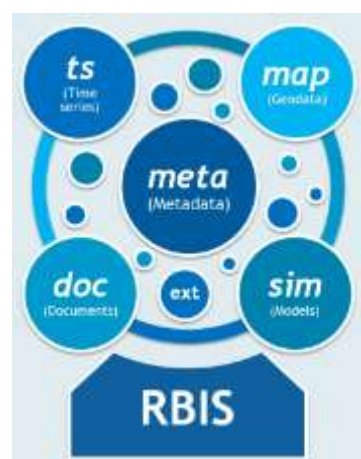 ts
(Time
series)
map
(Geodata)
meta
(Metadata)
doc
(Documents)
ext
sim
(Models)
RBIS